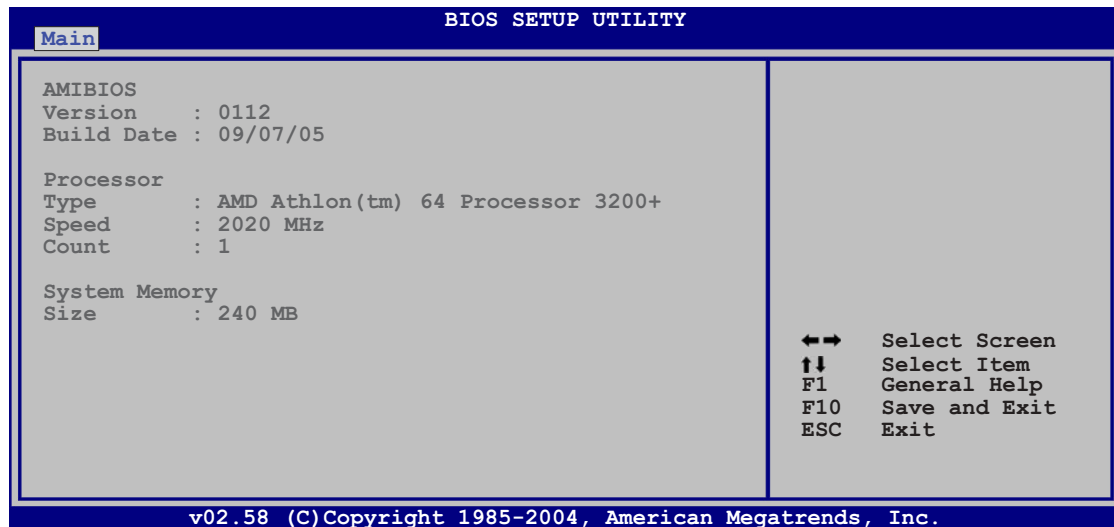 BIOS SETUP UTILITY
Main
AMIBIOS
Version : 0112
Build Date : 09/07/05
Processor
Type : AMD Athlon(tm) 64 Processor 3200+
Speed : 2020 MHz
Count : 1
System Memory
Size : 240 MB
←→ Select Screen
↑↓ Select Item
F1 General Help
F10 Save and Exit
ESC Exit
v02.58 (C)Copyright 1985-2004, American Megatrends, Inc.